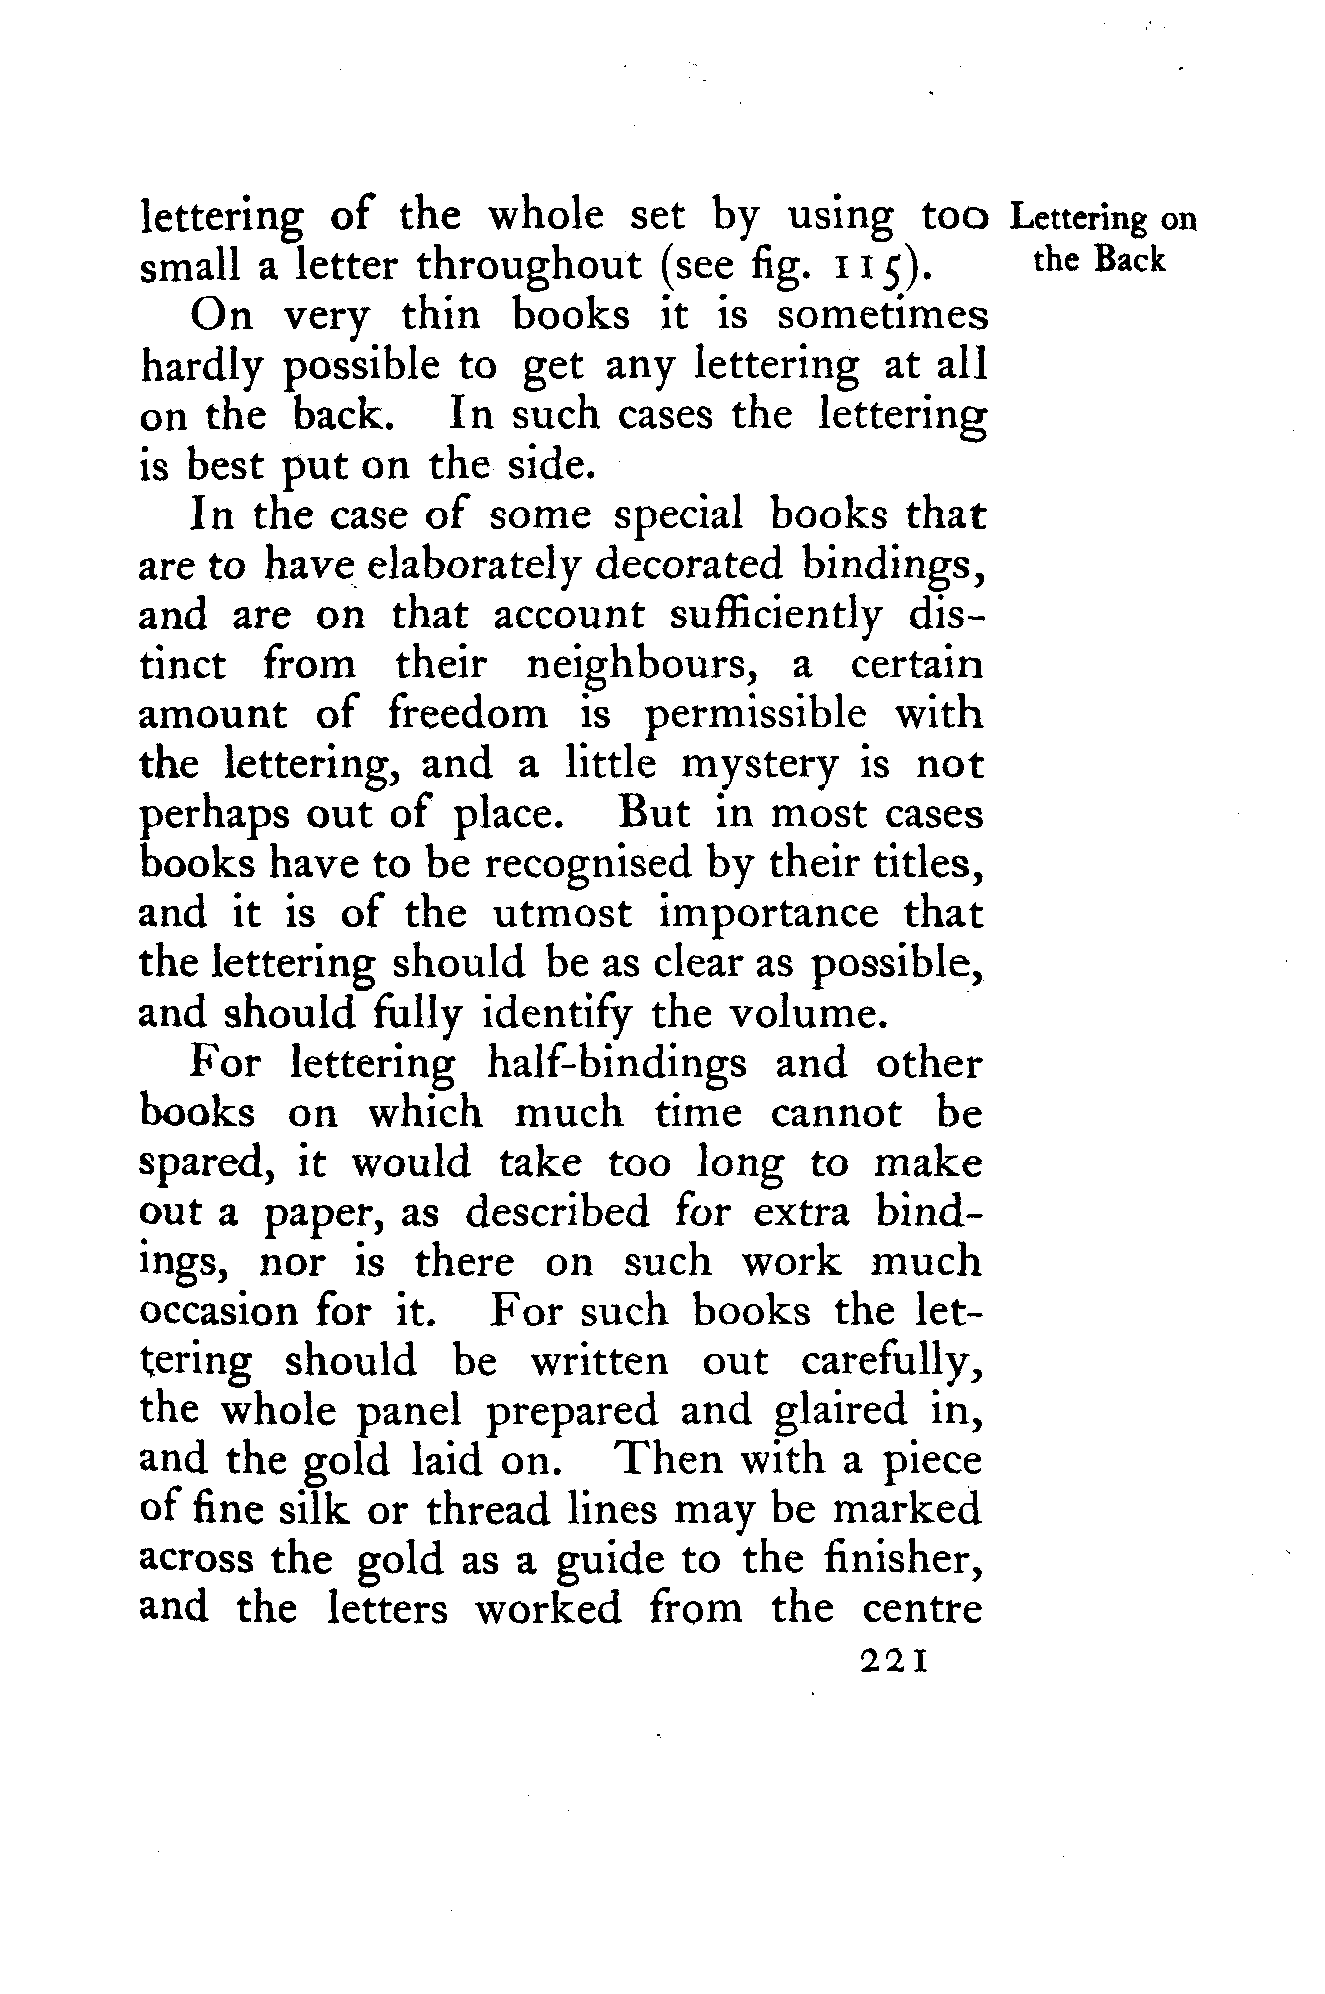 lettering of the whole set by using too
small a letter throughout (see fig. 115).
Lettering on
the Back
On very thin books it is sometimes
hardly possible to get any lettering at all
on the back. In such cases the lettering
is best put on the side.
In the case of some special books that
are to have elaborately decorated bindings,
and are on that account sufficiently dis-
tinct from their neighbours, a certain
amount of freedom is permissible with
the lettering, and a little mystery is not
perhaps out of place. But in most cases
books have to be recognised by their titles,
and it is of the utmost importance that
the lettering should be as clear as possible,
and should fully identify the volume.
For lettering half-bindings and other
books on which much time cannot be
spared, it would take too long to make
out a paper, as described for extra bind-
ings, nor is there on such work much
occasion for it. For such books the let-
tering should be written out carefully,
the whole panel prepared and glaired in,
and the gold laid on. Then with a piece
of fine silk or thread lines may be marked
across the gold as a guide to the finisher,
and the letters worked from the centre
221